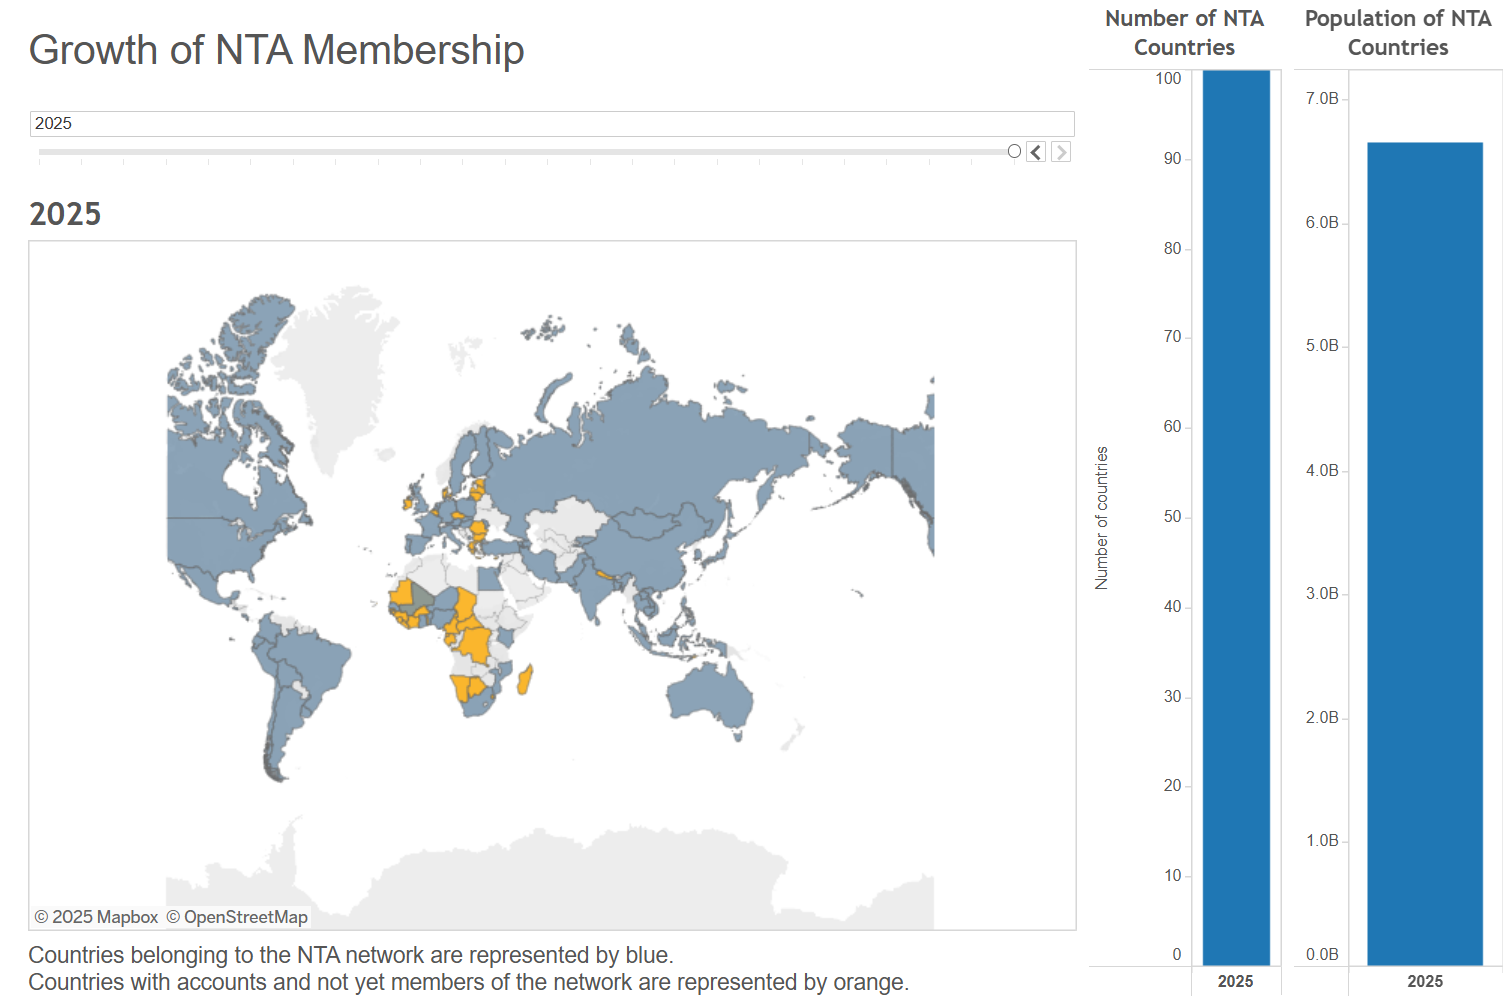 Growth of NTA Membership
2025
2025
© 2025 Mapbox © OpenStreetMap
Countries belonging to the NTA network are represented by blue.
Countries with accounts and not yet members of the network are represented by orange.
Number of NTA
Countries
Number of countries
100
90
80
70
60
50
40
30
20
10
0
2025
Population of NTA
Countries
7.0B
6.0B
5.0B
4.0B
3.0B
2.0B
1.0B
0.0B
2025